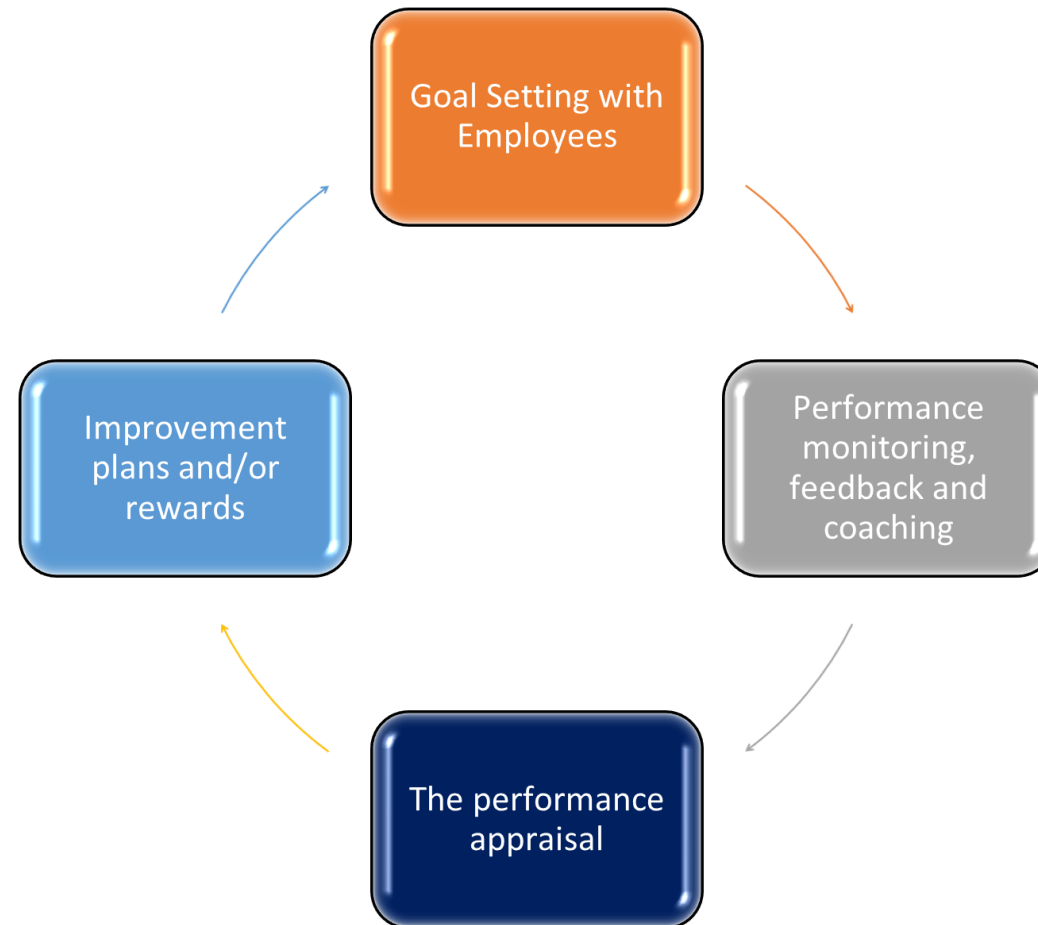 Goal Setting with
Employees
Performance
monitoring,
feedback and
coaching
The performance
appraisal
Improvement
plans and/or
rewards